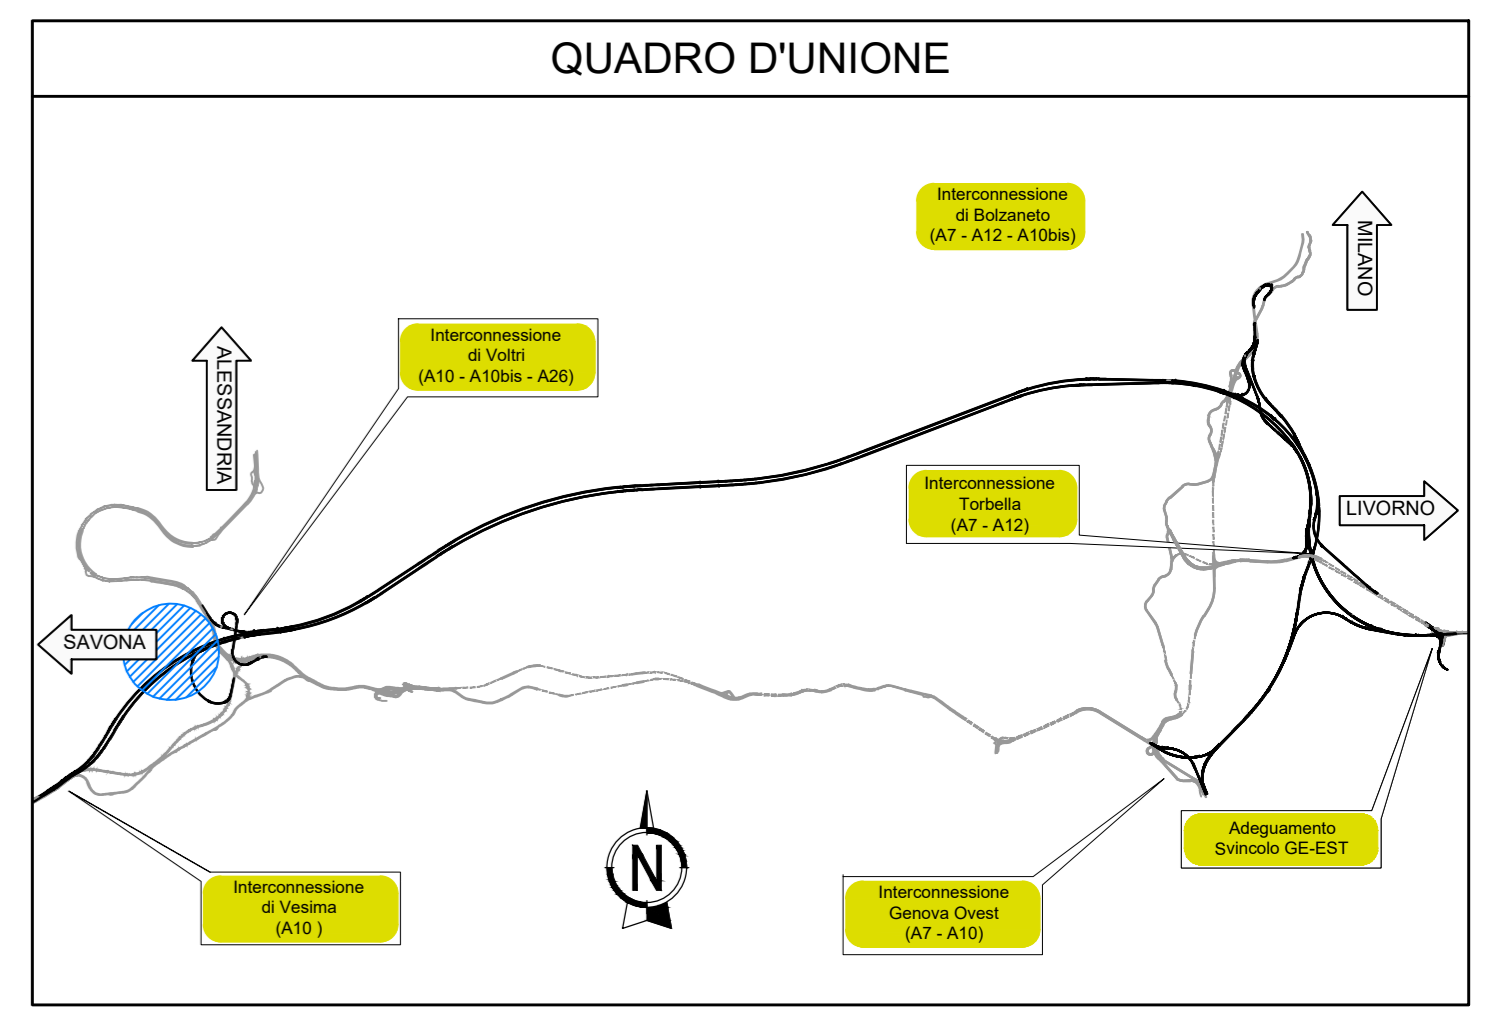 QUADRO D'UNIONE
Interconnessione
di Bolzaneto
(A7 - A12 - A10bis)
MILANO
Interconnessione
di Voltri
(A10 - A10bis - A26)
ALESSANDRIA
Interconnessione
Torbella
(A7 - A12)
LIVORNO
SAVONA
Adeguamento
Svincolo GE-EST
N
Interconnessione
di Vesima
(A10 )
Interconnessione
Genova Ovest
(A7 - A10)